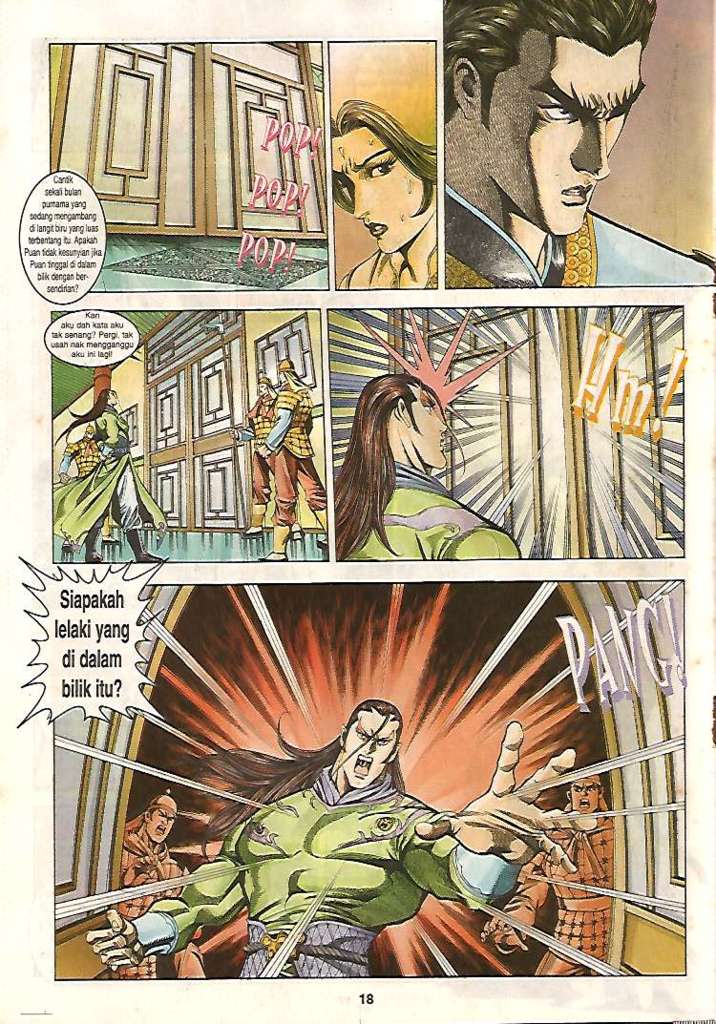 POP!
POP!
POP!
Cantik
sekali bulan
purnama yang
sedang mengambang
di langit biru yang luas
terbentang itu. Apakah
Puan tidak kesunyian jika
Puan tinggal di dalam
bilik dengan ber-
sendirian?
Kan
aku dah kata aku
tak senang? Pergi, tak
usah nak mengganggu
aku ini lagi!
Hm!
Siapakah
lelaki yang
di dalam
bilik itu?
PANG!
18